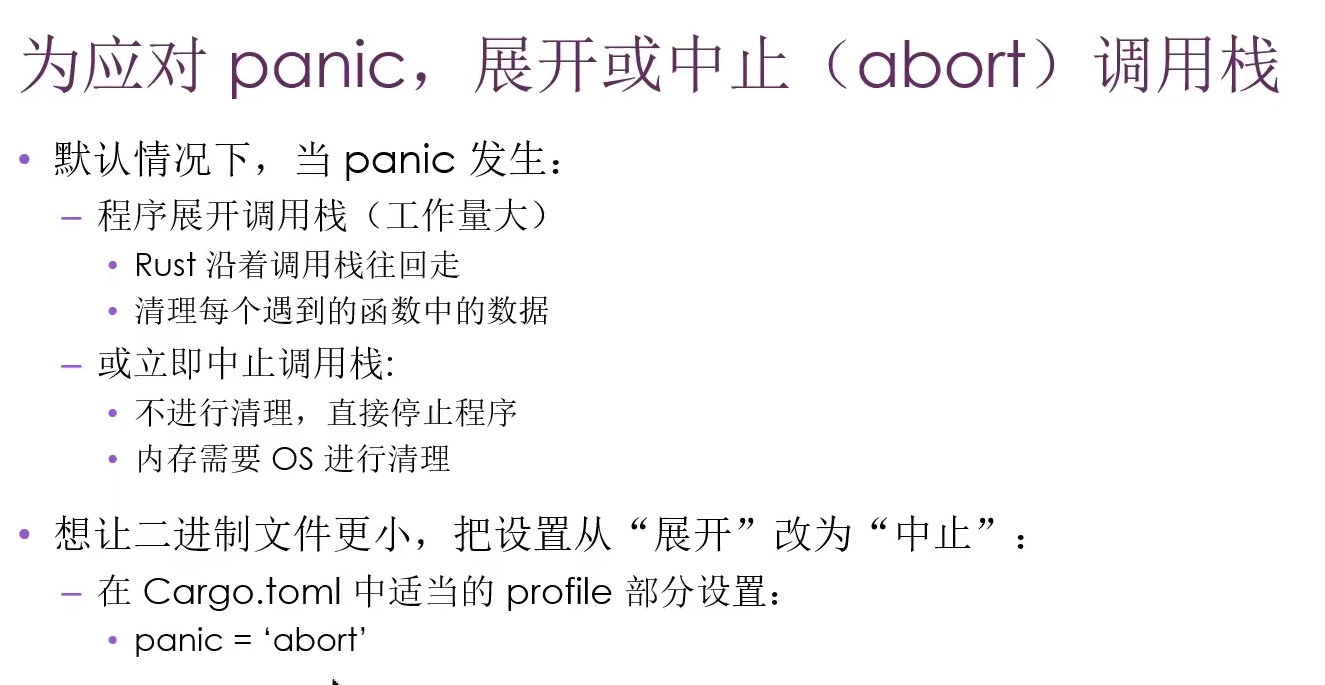 为应对 panic，展开或中止（abort）调用栈
• 默认情况下，当 panic 发生：
– 程序展开调用栈（工作量大）
• Rust 沿着调用栈往回走
• 清理每个遇到的函数中的数据
– 或立即中止调用栈:
• 不进行清理，直接停止程序
• 内存需要 OS 进行清理
• 想让二进制文件更小，把设置从“展开”改为“中止”：
– 在 Cargo.toml 中适当的 profile 部分设置：
• panic = ‘abort’